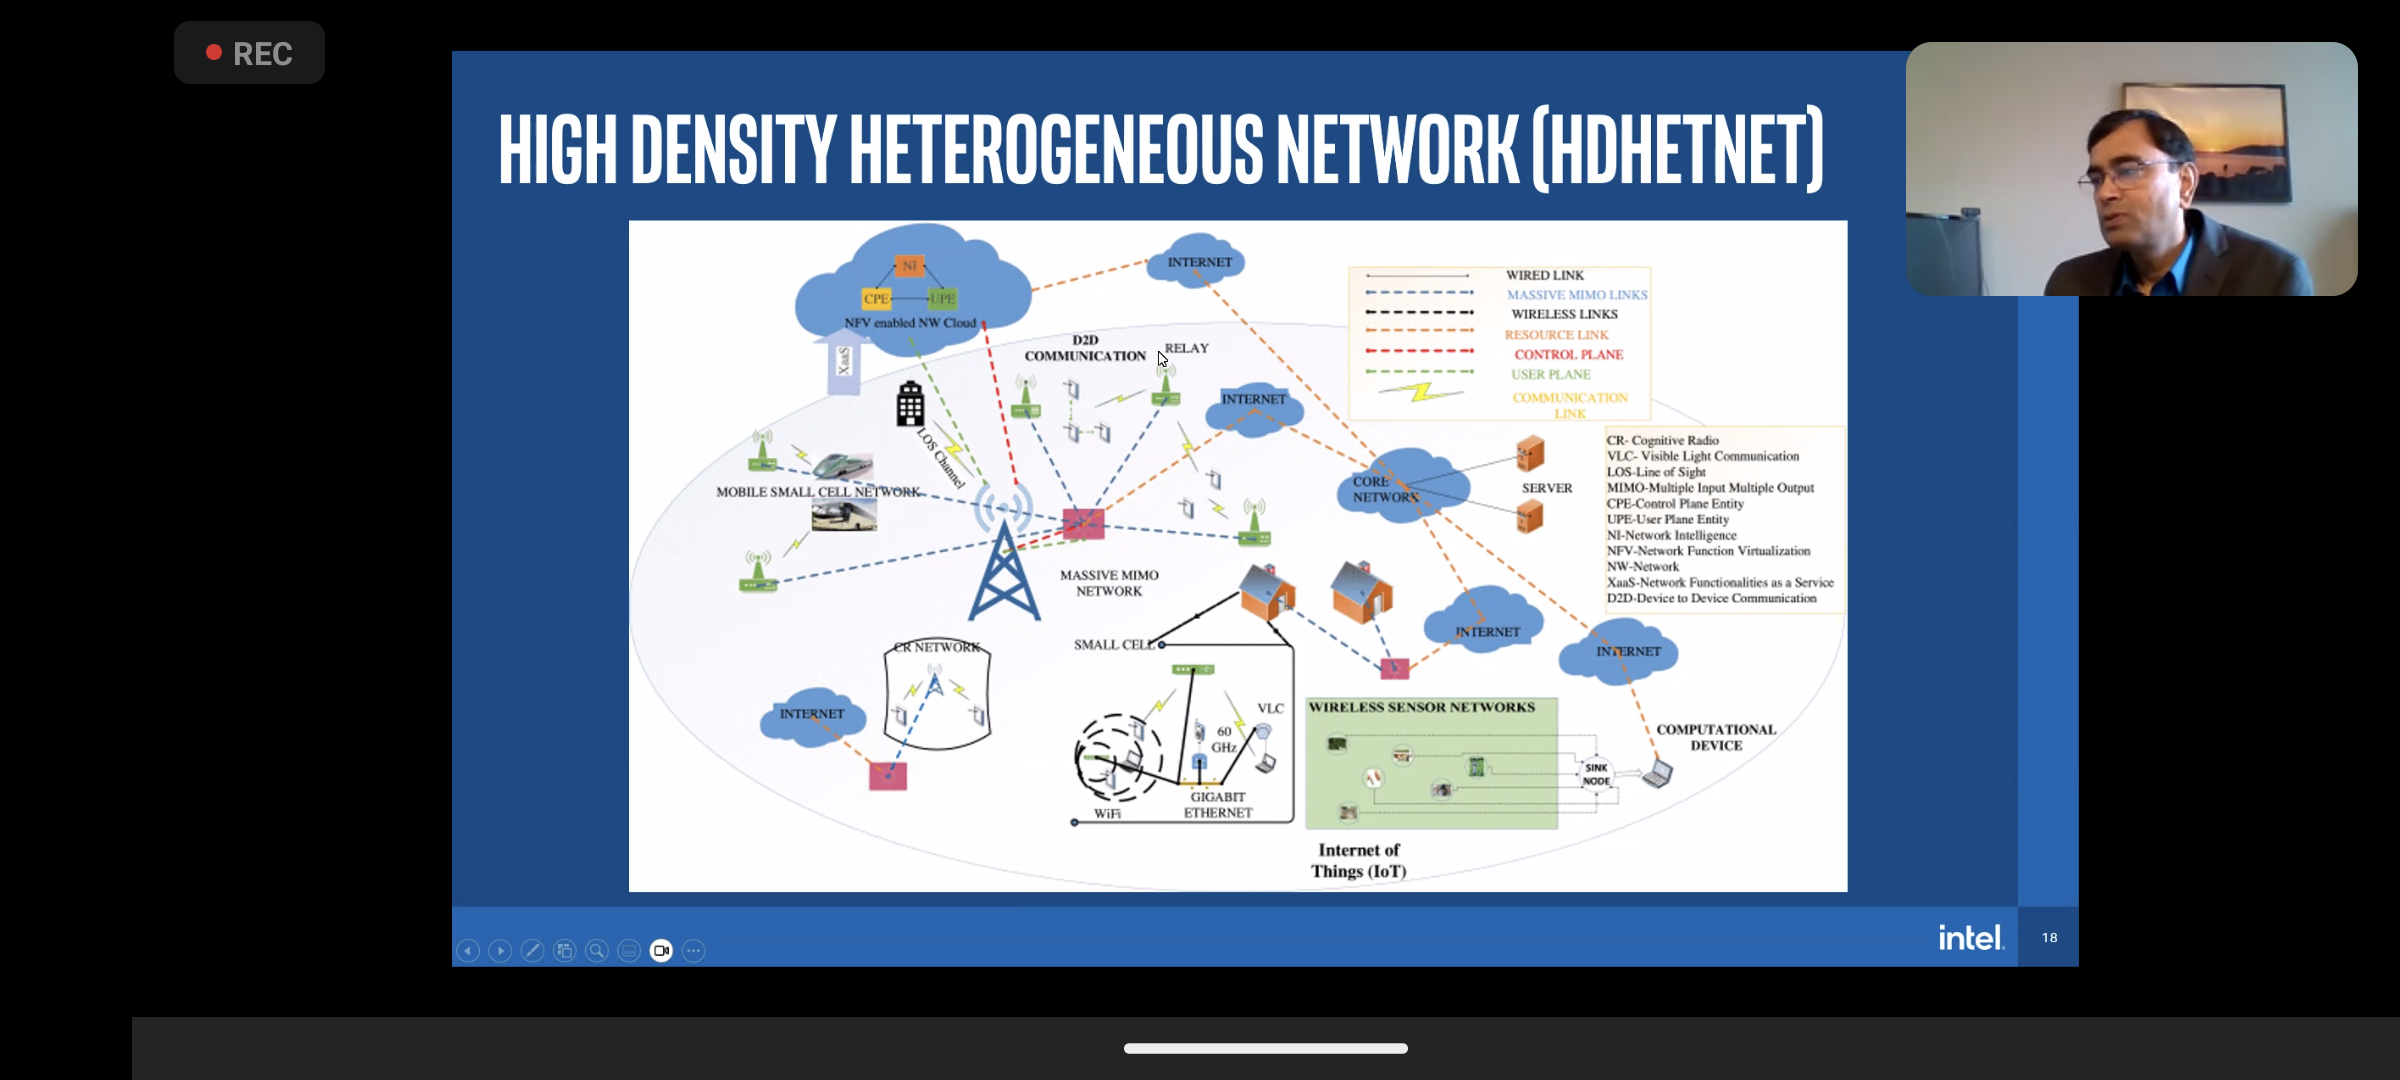 REC
HIGH DENSITY HETEROGENEOUS NETWORK (HDHETNET)
NI
CPE
UPE
NFV enabled NW Cloud
XaaS
INTERNET
D2D
COMMUNICATION
RELAY
WIRED LINK
MASSIVE MIMO LINKS
WIRELESS LINKS
RESOURCE LINK
CONTROL PLANE
USER PLANE
COMMUNICATION
LINK
LOS Channel
INTERNET
MOBILE SMALL CELL NETWORK
CORE
NETWORK
SERVER
CR- Cognitive Radio
VLC- Visible Light Communication
LOS-Line of Sight
MIMO-Multiple Input Multiple Output
CPE-Control Plane Entity
UPE-User Plane Entity
NI-Network Intelligence
NFV-Network Function Virtualization
NW-Network
XaaS-Network Functionalities as a Service
D2D-Device to Device Communication
MASSIVE MIMO
NETWORK
CR NETWORK
SMALL CELL
INTERNET
INTERNET
INTERNET
VLC
60
GHz
WiFi
GIGABIT
ETHERNET
WIRELESS SENSOR NETWORKS
SINK
NODE
COMPUTATIONAL
DEVICE
Internet of
Things (IoT)
intel.
18